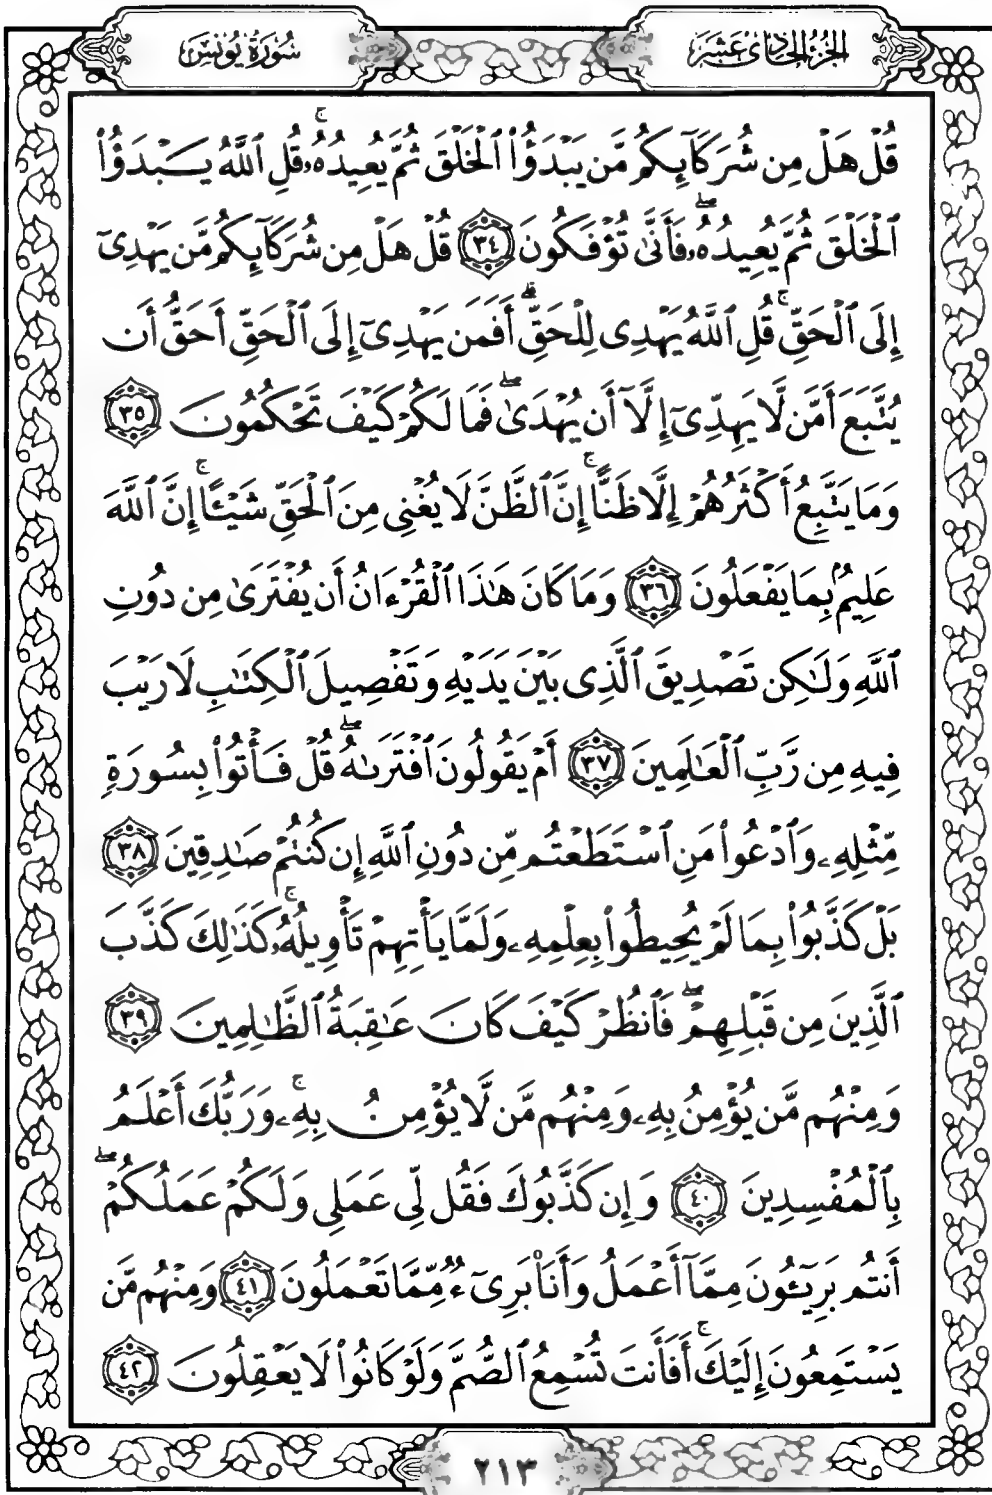 الجزء الحادي عشر
سورة يونس
قُلْ هَلْ مِن شُرَكَآئِكُم مَّن يَبْدَؤُا۟ ٱلْخَلْقَ ثُمَّ يُعِيدُهُۥ ۚ قُلِ ٱللَّهُ يَبْدَؤُا۟
ٱلْخَلْقَ ثُمَّ يُعِيدُهُۥ ۖ فَأَنَّىٰ تُؤْفَكُونَ ٣٤ قُلْ هَلْ مِن شُرَكَآئِكُم مَّن يَهْدِىٓ
إِلَى ٱلْحَقِّ ۚ قُلِ ٱللَّهُ يَهْدِى لِلْحَقِّ ۗ أَفَمَن يَهْدِىٓ إِلَى ٱلْحَقِّ أَحَقُّ أَن
يُتَّبَعَ أَمَّن لَّا يَهِدِّىٓ إِلَّآ أَن يُهْدَىٰ ۖ فَمَا لَكُمْ كَيْفَ تَحْكُمُونَ ٣٥
وَمَا يَتَّبِعُ أَكْثَرُهُمْ إِلَّا ظَنًّا ۚ إِنَّ ٱلظَّنَّ لَا يُغْنِى مِنَ ٱلْحَقِّ شَيْـًٔا ۚ إِنَّ ٱللَّهَ
عَلِيمٌۢ بِمَا يَفْعَلُونَ ٣٦ وَمَا كَانَ هَٰذَا ٱلْقُرْءَانُ أَن يُفْتَرَىٰ مِن دُونِ
ٱللَّهِ وَلَٰكِن تَصْدِيقَ ٱلَّذِى بَيْنَ يَدَيْهِ وَتَفْصِيلَ ٱلْكِتَٰبِ لَا رَيْبَ
فِيهِ مِن رَّبِّ ٱلْعَٰلَمِينَ ٣٧ أَمْ يَقُولُونَ ٱفْتَرَىٰهُ ۖ قُلْ فَأْتُوا۟ بِسُورَةٍ
مِّثْلِهِۦ وَٱدْعُوا۟ مَنِ ٱسْتَطَعْتُم مِّن دُونِ ٱللَّهِ إِن كُنتُمْ صَٰدِقِينَ ٣٨
بَلْ كَذَّبُوا۟ بِمَا لَمْ يُحِيطُوا۟ بِعِلْمِهِۦ وَلَمَّا يَأْتِهِمْ تَأْوِيلُهُۥ ۚ كَذَٰلِكَ كَذَّبَ
ٱلَّذِينَ مِن قَبْلِهِمْ ۖ فَٱنظُرْ كَيْفَ كَانَ عَٰقِبَةُ ٱلظَّٰلِمِينَ ٣٩
وَمِنْهُم مَّن يُؤْمِنُ بِهِۦ وَمِنْهُم مَّن لَّا يُؤْمِنُ بِهِۦ ۚ وَرَبُّكَ أَعْلَمُ
بِٱلْمُفْسِدِينَ ٤٠ وَإِن كَذَّبُوكَ فَقُل لِّى عَمَلِى وَلَكُمْ عَمَلُكُمْ ۖ
أَنتُم بَرِيٓـُٔونَ مِمَّآ أَعْمَلُ وَأَنَا۠ بَرِىٓءٌ مِّمَّا تَعْمَلُونَ ٤١ وَمِنْهُم مَّن
يَسْتَمِعُونَ إِلَيْكَ ۚ أَفَأَنتَ تُسْمِعُ ٱلصُّمَّ وَلَوْ كَانُوا۟ لَا يَعْقِلُونَ ٤٢
٢١٣